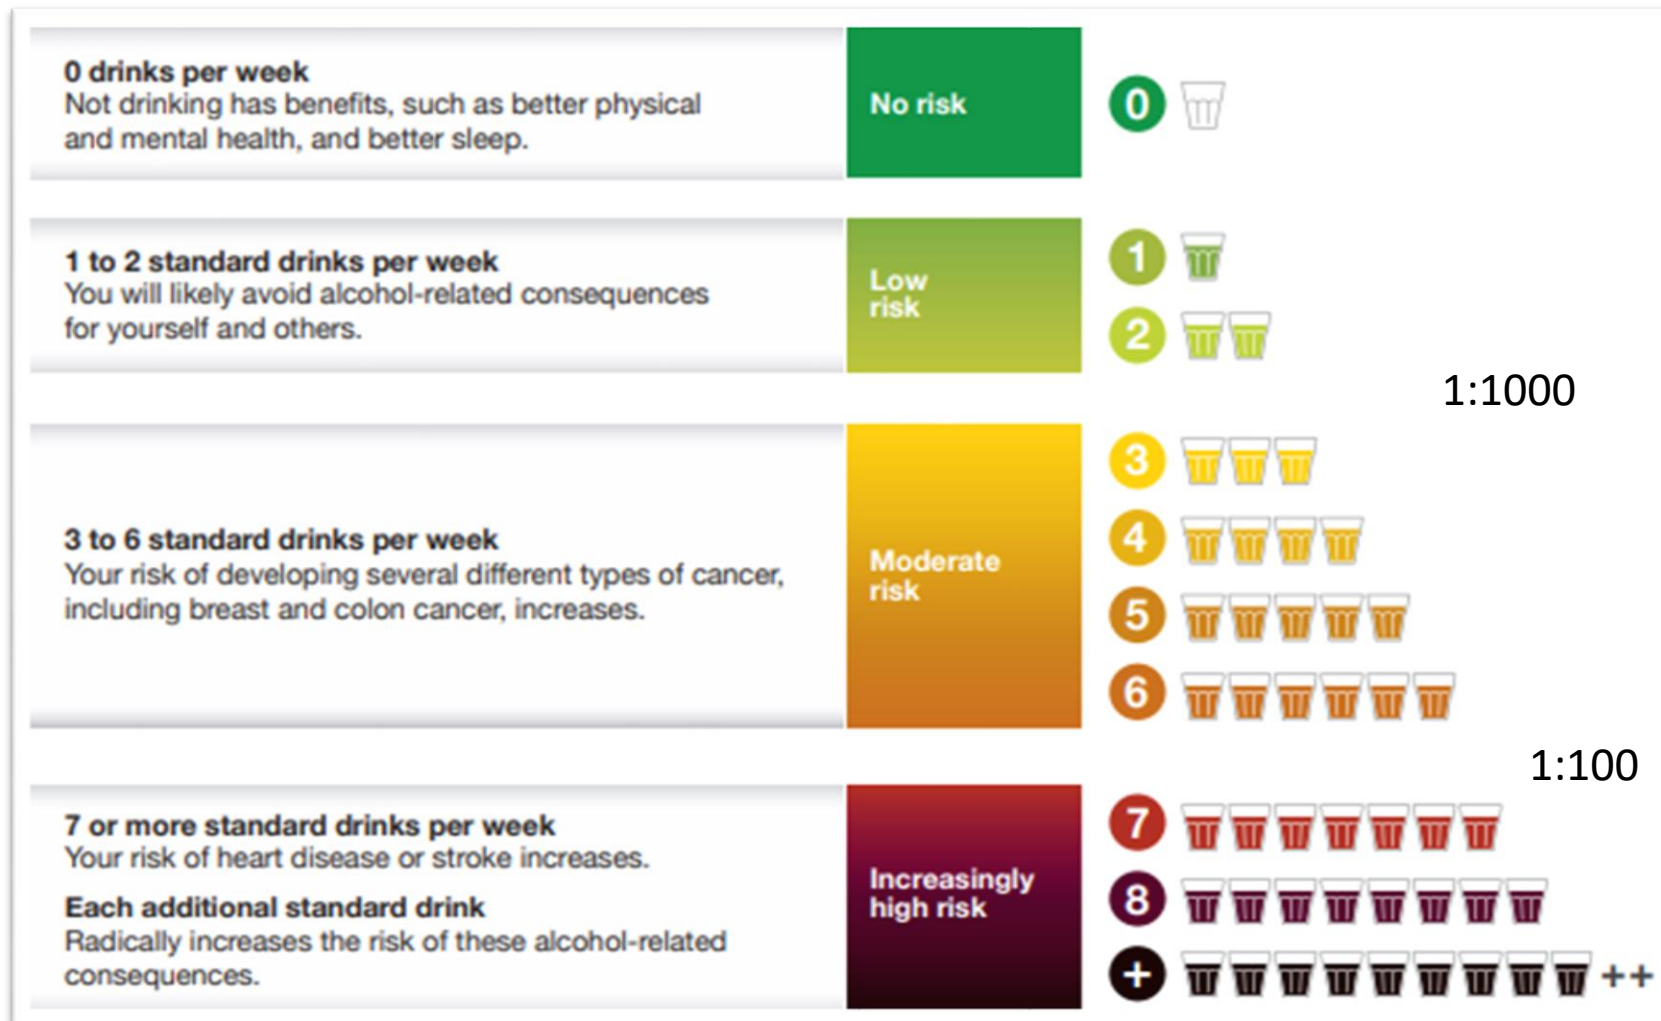 0 drinks per week
Not drinking has benefits, such as better physical
and mental health, and better sleep.
No risk
0
1 to 2 standard drinks per week
You will likely avoid alcohol-related consequences
for yourself and others.
Low
risk
1
2
1:1000
3 to 6 standard drinks per week
Your risk of developing several different types of cancer,
including breast and colon cancer, increases.
Moderate
risk
3
4
5
6
1:100
7 or more standard drinks per week
Your risk of heart disease or stroke increases.
Each additional standard drink
Radically increases the risk of these alcohol-related
consequences.
Increasingly
high risk
7
8
+
++